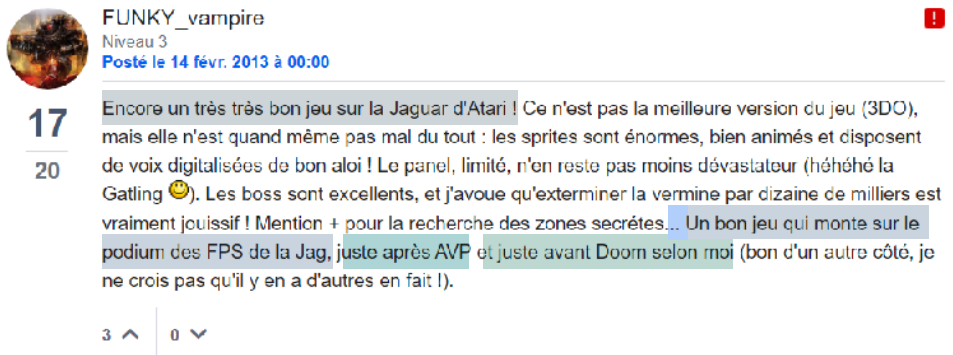 FUNKY_vampire
Niveau 3
Posté le 14 févr. 2013 à 00:00
17
20
Encore un très très bon jeu sur la Jaguar d'Atari ! Ce n'est pas la meilleure version du jeu (3DO),
mais elle n'est quand même pas mal du tout : les sprites sont énormes, bien animés et disposent
de voix digitalisées de bon aloi ! Le panel, limité, n'en reste pas moins dévastateur (héhéhé la
Gatling ). Les boss sont excellents, et j'avoue qu'exterminer la vermine par dizaine de milliers est
vraiment jouissif ! Mention + pour la recherche des zones secrétes... Un bon jeu qui monte sur le
podium des FPS de la Jag, juste après AVP et juste avant Doom selon moi (bon d'un autre côté, je
ne crois pas qu'il y en a d'autres en fait !).
3 0